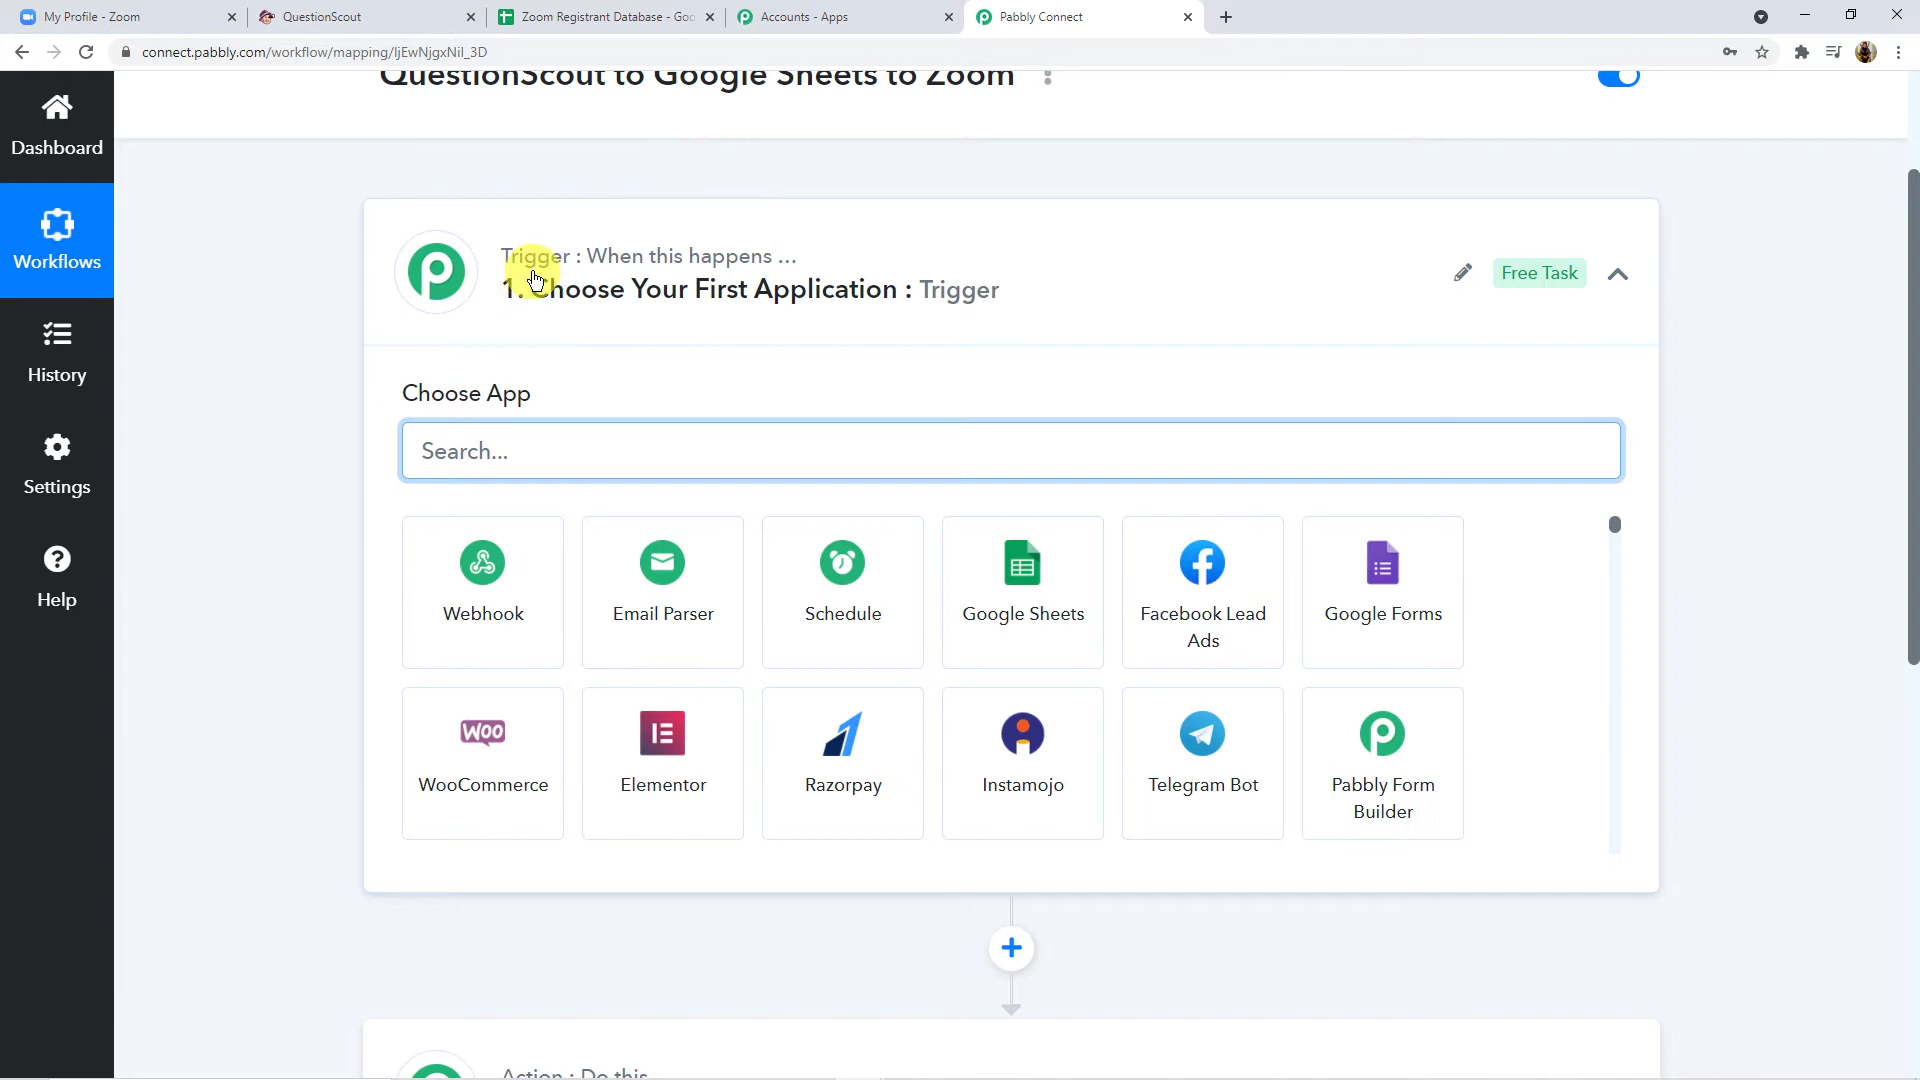 My Profile - Zoom
QuestionScout
Zoom Registrant Database - Goo
Accounts - Apps
Pabbly Connect
connect.pabbly.com/workflow/mapping/IjEwNjgxNiI_3D
QuestionScout to Google Sheets to Zoom
Dashboard
Workflows
History
Settings
Help
Trigger : When this happens ...
1. Choose Your First Application : Trigger
Free Task
Choose App
Search...
Webhook
Email Parser
Schedule
Google Sheets
Facebook Lead Ads
Google Forms
WOO
WooCommerce
Elementor
Razorpay
Instamojo
Telegram Bot
Pabbly Form Builder
Action : Do this